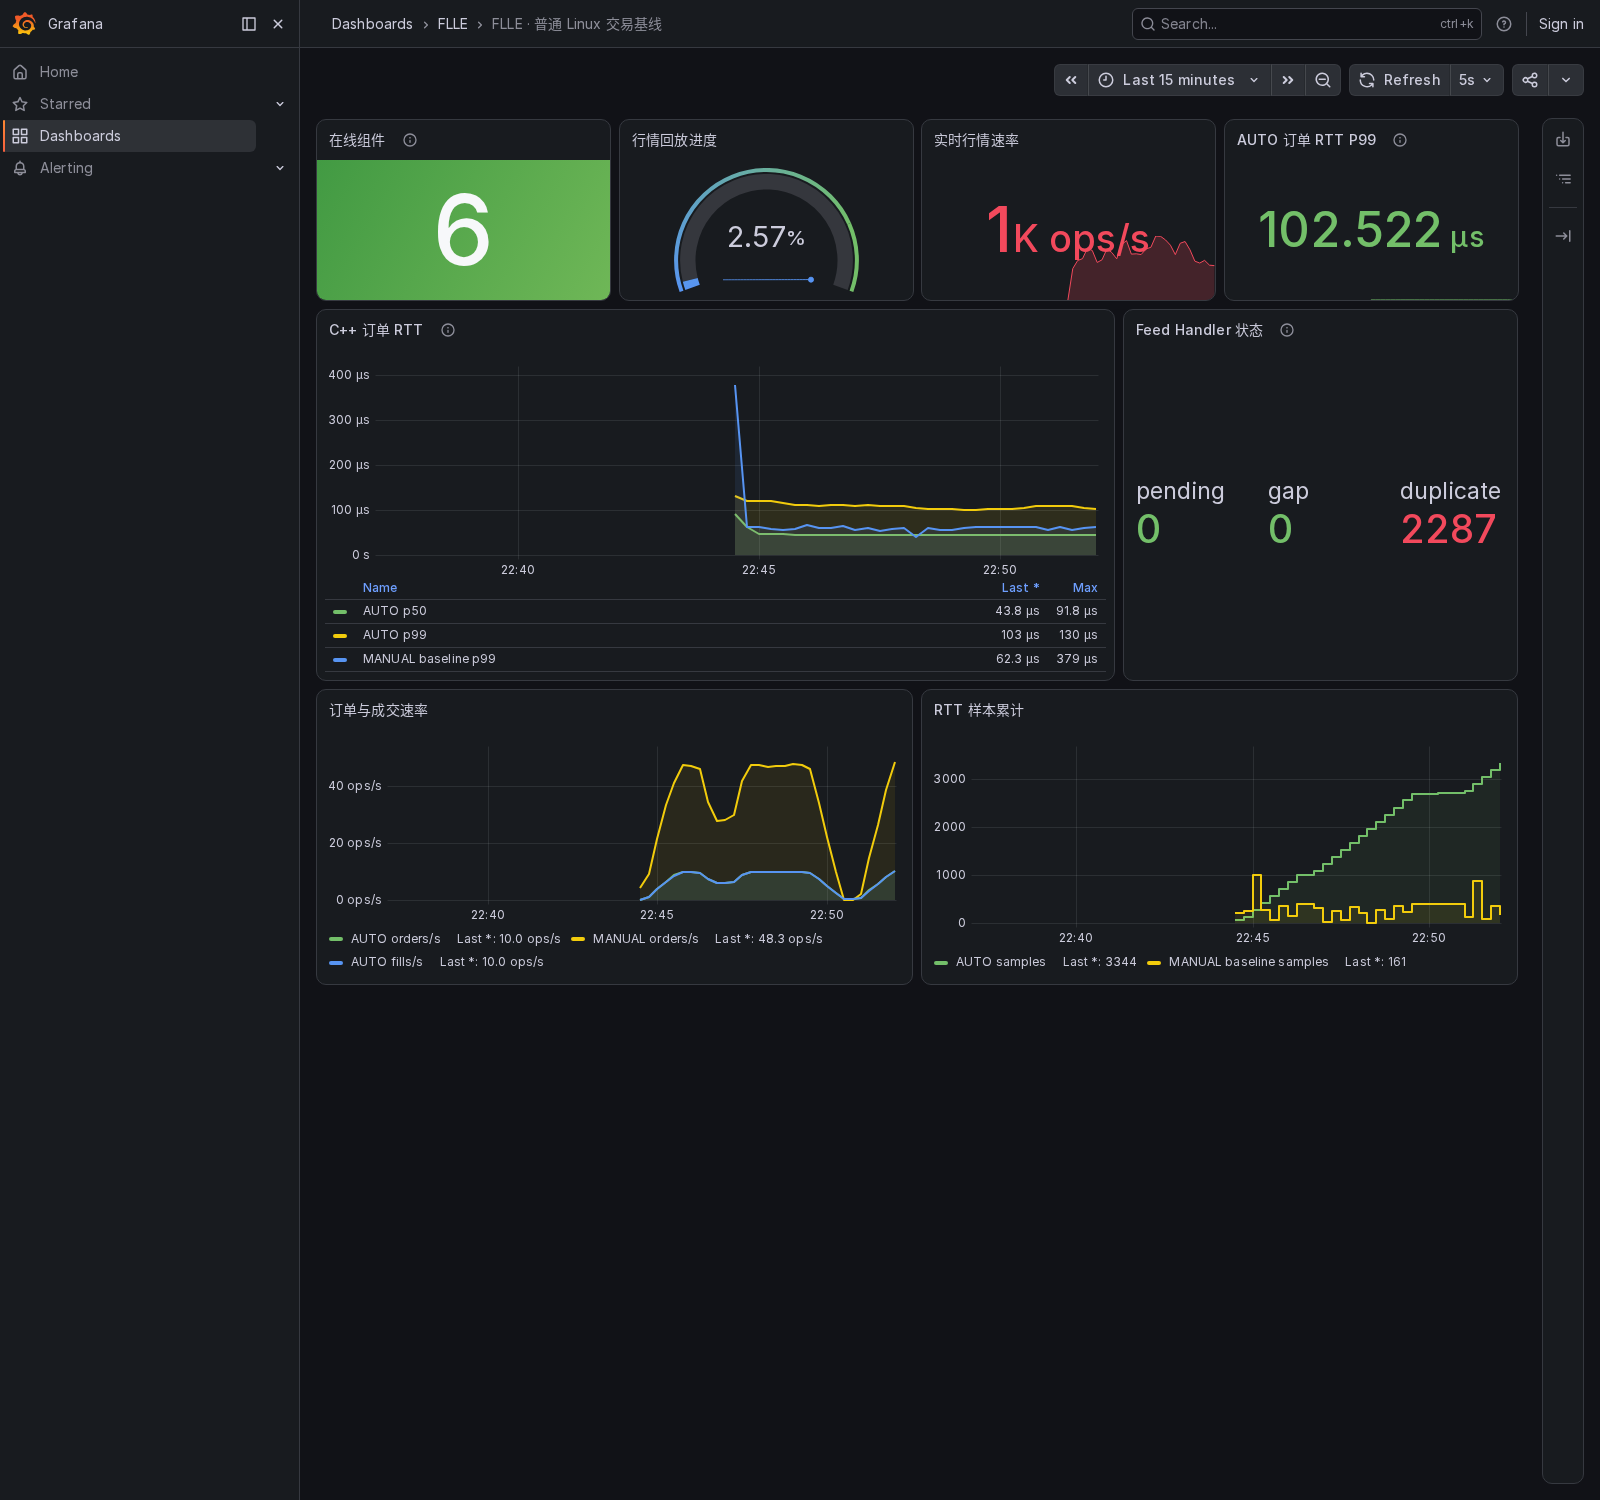 Grafana
Dashboards › FLLE › FLLE · 普通 Linux 交易基线
Search... ctrl+k
Sign in
Home
Starred
Dashboards
Alerting
Last 15 minutes
Refresh 5s
在线组件
6
行情回放进度
2.57%
实时行情速率
1K ops/s
AUTO 订单 RTT P99
102.522 µs
C++ 订单 RTT
400 µs
300 µs
200 µs
100 µs
0 s
22:40 22:45 22:50
Name Last * Max
AUTO p50 43.8 µs 91.8 µs
AUTO p99 103 µs 130 µs
MANUAL baseline p99 62.3 µs 379 µs
Feed Handler 状态
pending gap duplicate
0 0 2287
订单与成交速率
40 ops/s
20 ops/s
0 ops/s
22:40 22:45 22:50
AUTO orders/s Last *: 10.0 ops/s MANUAL orders/s Last *: 48.3 ops/s
AUTO fills/s Last *: 10.0 ops/s
RTT 样本累计
3000
2000
1000
0
22:40 22:45 22:50
AUTO samples Last *: 3344 MANUAL baseline samples Last *: 161